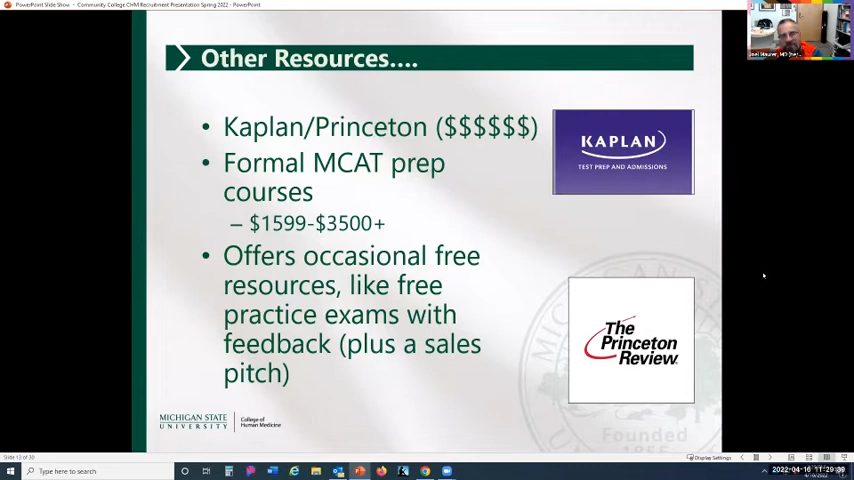 PowerPoint Slide Show - Community College CHM Recruitment Presentation Spring 2022 - PowerPoint
Other Resources....
• Kaplan/Princeton ($$$$$$)
• Formal MCAT prep
courses
– $1599-$3500+
• Offers occasional free
resources, like free
practice exams with
feedback (plus a sales
pitch)
KAPLAN
TEST PREP AND ADMISSIONS
The
Princeton
Review
MICHIGAN STATE
UNIVERSITY
College of
Human Medicine
Founded
Display Settings
Type here to search
2022-04-16 11:29:39